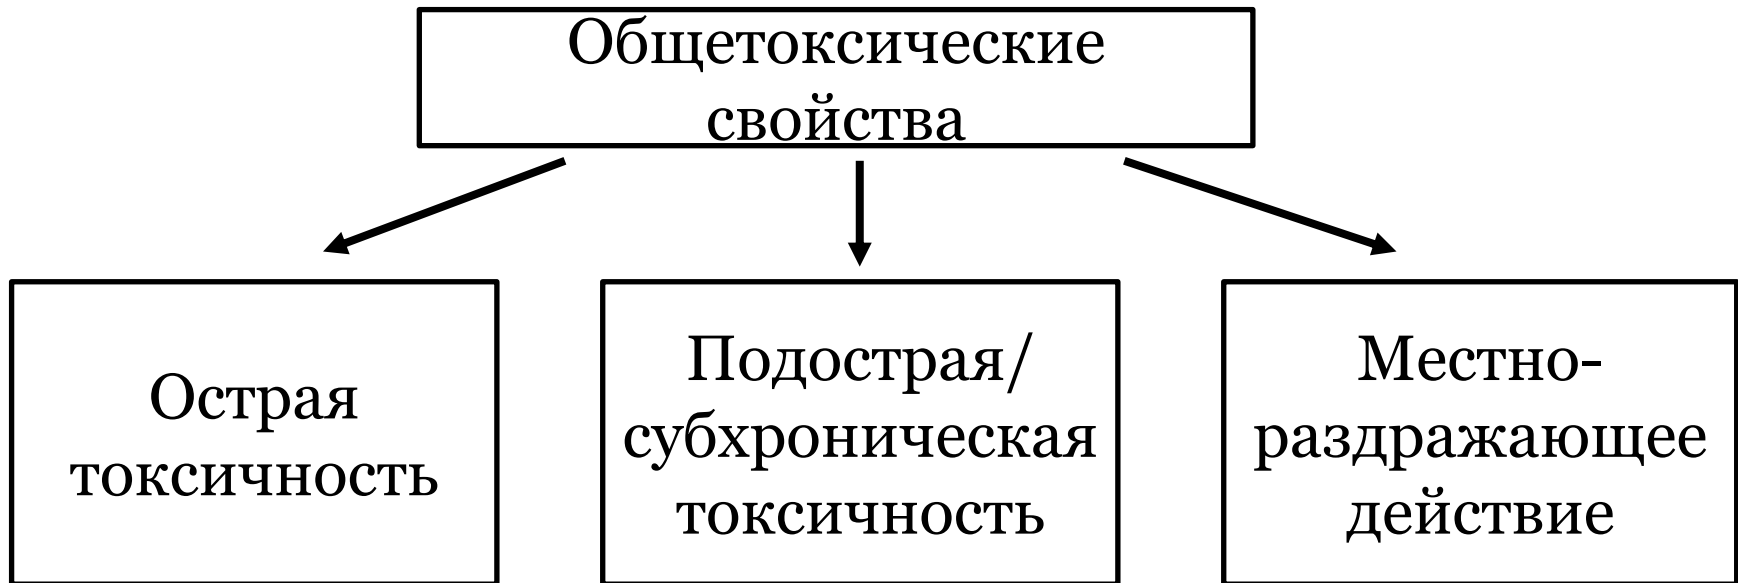 Общетоксические
свойства
Острая
токсичность
Подострая/
субхроническая
токсичность
Местно-
раздражающее
действие